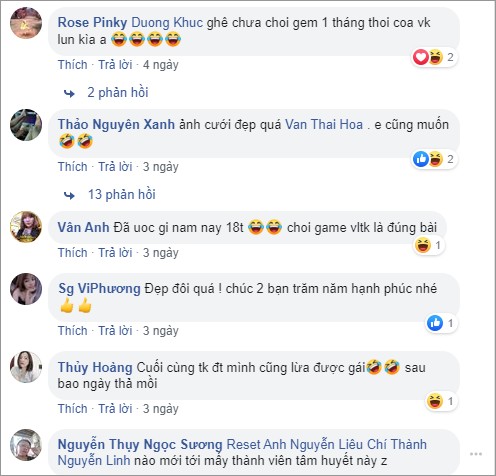 Rose Pinky Duong Khuc ghê chưa choi gem 1 tháng thoi coa vk
lun kìa a 😂😂😂😂
2
Thích · Trả lời · 4 ngày
2 phản hồi
Thảo Nguyên Xanh ảnh cưới đẹp quá Van Thai Hoa . e cũng muốn
🤣🤣
2
Thích · Trả lời · 3 ngày
13 phản hồi
Vân Anh Đã uoc gì nam nay 18t 😂😂 choi game vltk là đúng bài
1
Thích · Trả lời · 3 ngày
Sg ViPhương Đẹp đôi quá ! chúc 2 bạn trăm năm hạnh phúc nhé
👍👍
1
Thích · Trả lời · 3 ngày
Thủy Hoàng Cuối cùng tk đt mình cũng lừa được gái🤣🤣 sau
bao ngày thả mồi
Thích · Trả lời · 3 ngày
Nguyễn Thụy Ngọc Sương Reset Anh Nguyễn Liêu Chí Thành
Nguyễn Linh nào mới tới mấy thành viên tâm huyết này z